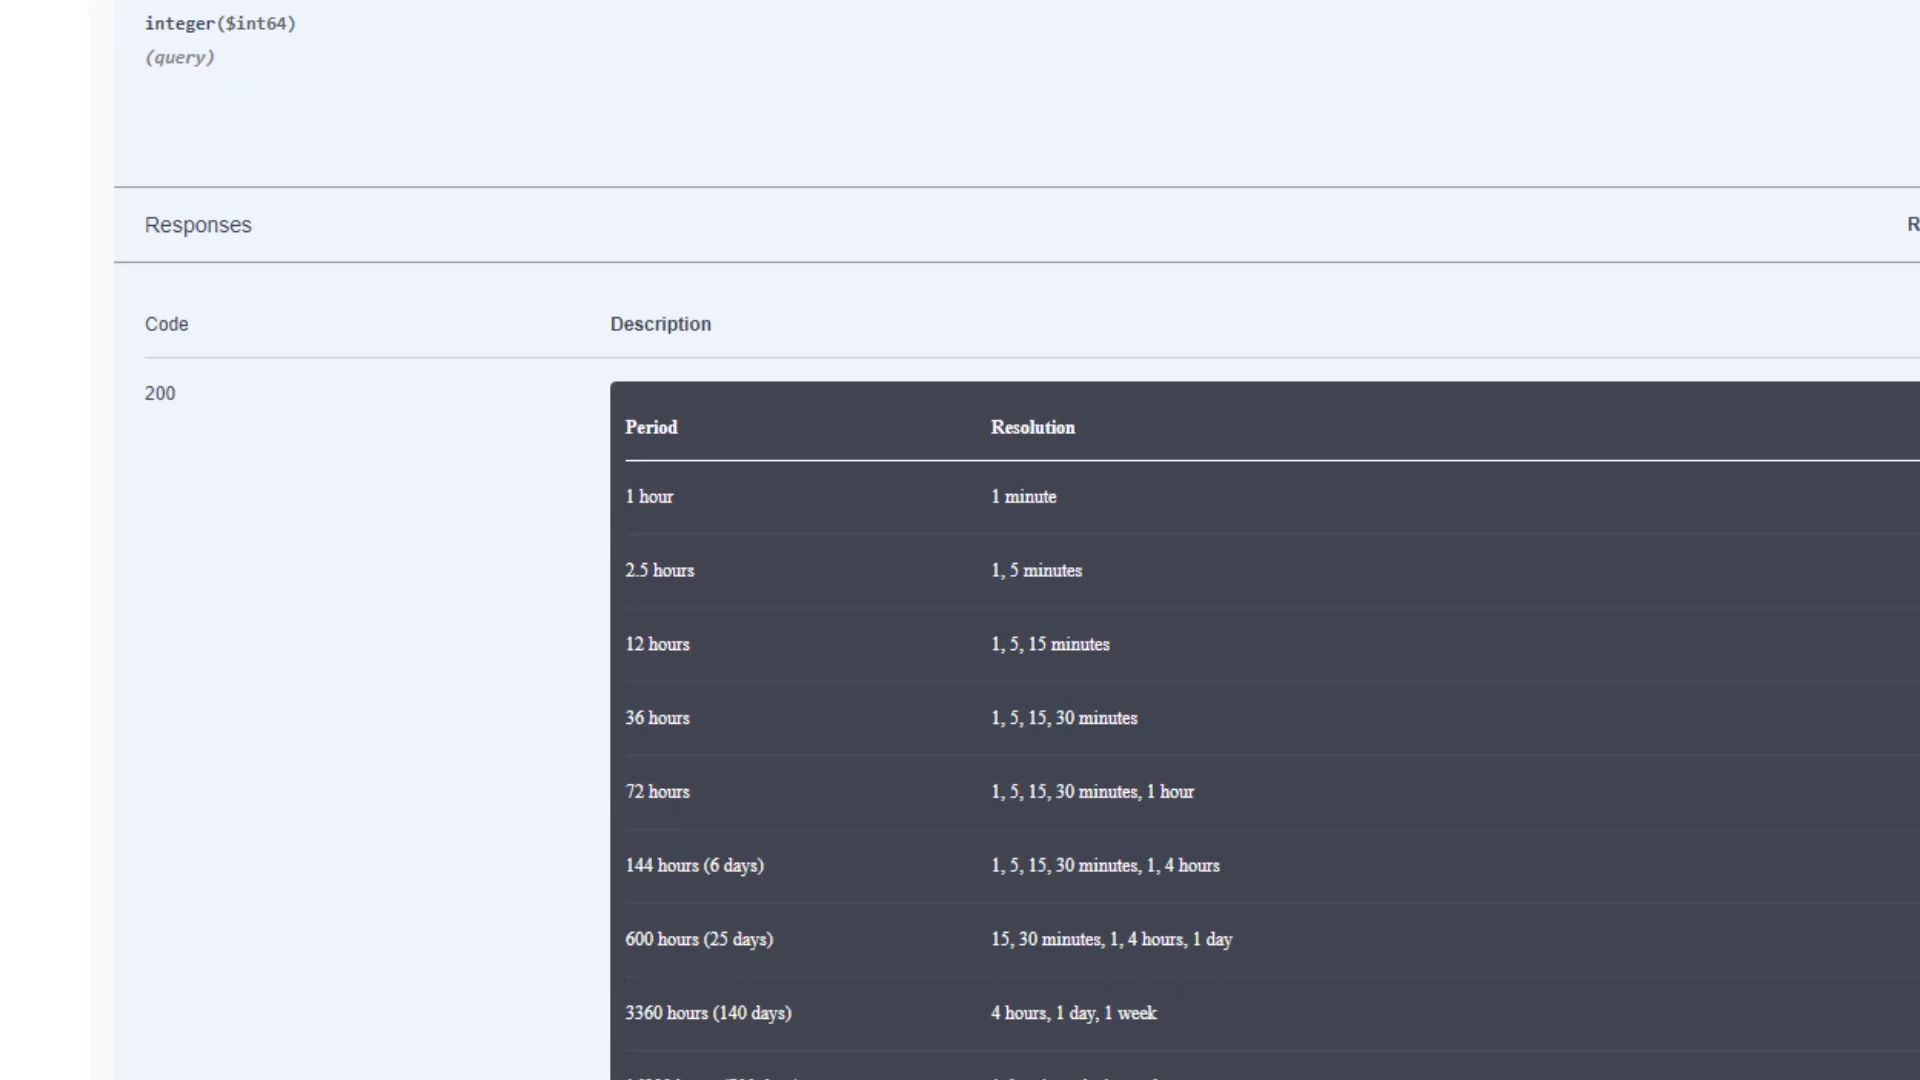 integer($int64)
(query)
Responses
R
Code Description
200
Period Resolution
1 hour 1 minute
2.5 hours 1, 5 minutes
12 hours 1, 5, 15 minutes
36 hours 1, 5, 15, 30 minutes
72 hours 1, 5, 15, 30 minutes, 1 hour
144 hours (6 days) 1, 5, 15, 30 minutes, 1, 4 hours
600 hours (25 days) 15, 30 minutes, 1, 4 hours, 1 day
3360 hours (140 days) 4 hours, 1 day, 1 week